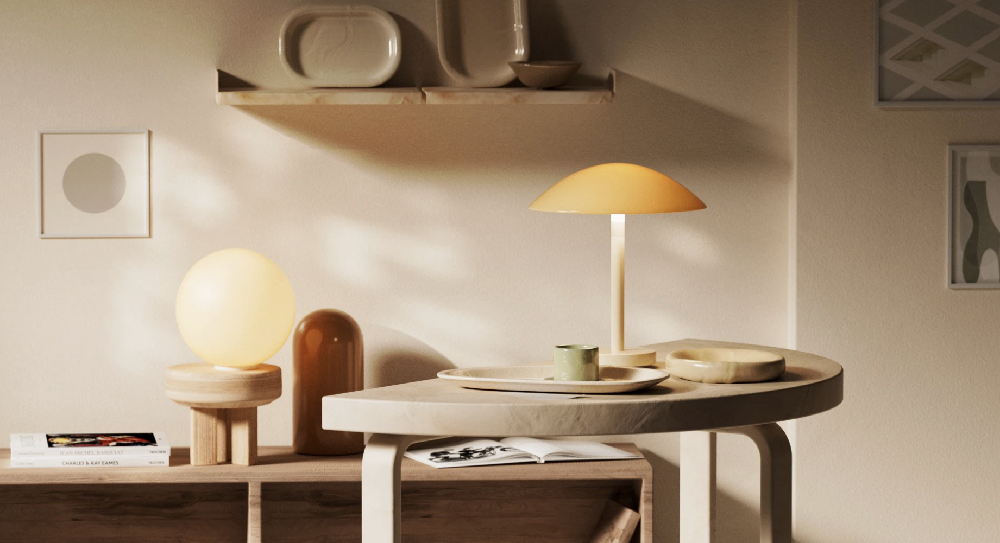 JEAN-MICHEL BASQUIAT TASCHEN
CHARLES & RAY EAMES TASCHEN